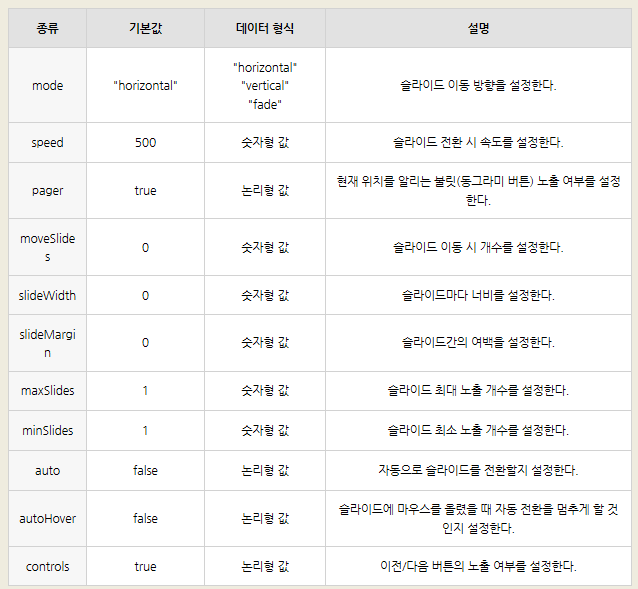 종류 기본값 데이터 형식 설명
mode "horizontal" "horizontal" 슬라이드 이동 방향을 설정한다.
"vertical"
"fade"
speed 500 숫자형 값 슬라이드 전환 시 속도를 설정한다.
pager true 논리형 값 현재 위치를 알리는 불릿(동그라미 버튼) 노출 여부를 설정
한다.
moveSlide
s 0 숫자형 값 슬라이드 이동 시 개수를 설정한다.
slideWidth 0 숫자형 값 슬라이드마다 너비를 설정한다.
slideMargi
n 0 숫자형 값 슬라이드간의 여백을 설정한다.
maxSlides 1 숫자형 값 슬라이드 최대 노출 개수를 설정한다.
minSlides 1 숫자형 값 슬라이드 최소 노출 개수를 설정한다.
auto false 논리형 값 자동으로 슬라이드를 전환할지 설정한다.
autoHover false 논리형 값 슬라이드에 마우스를 올렸을 때 자동 전환을 멈추게 할 것
인지 설정한다.
controls true 논리형 값 이전/다음 버튼의 노출 여부를 설정한다.